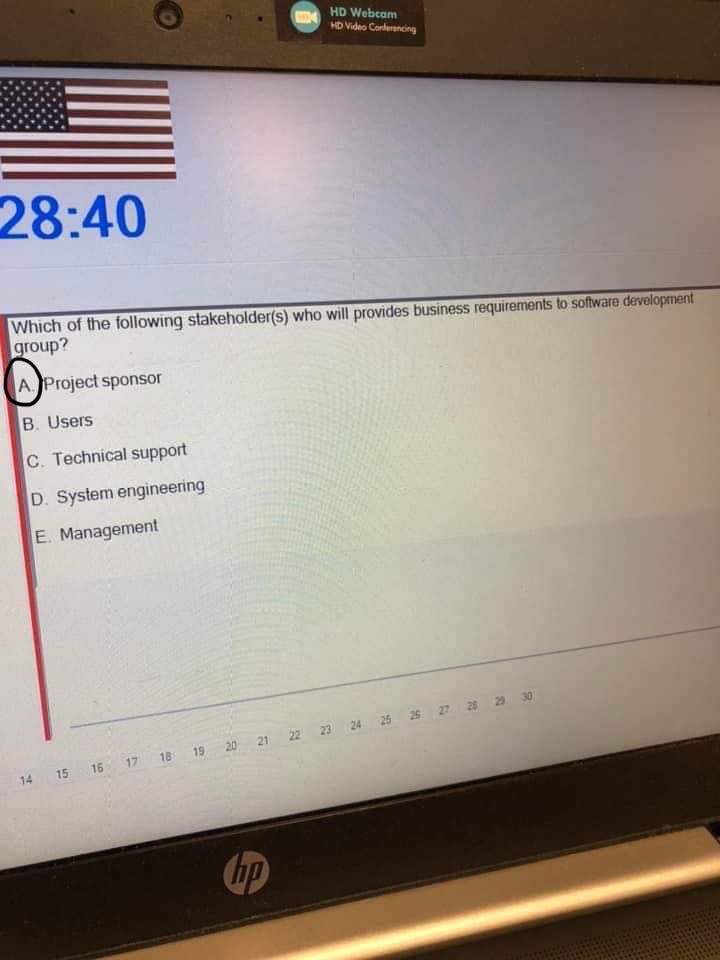 HD Webcam
HD Video Conferencing
28:40
Which of the following stakeholder(s) who will provides business requirements to software development
group?
A. Project sponsor
B. Users
C. Technical support
D. System engineering
E. Management
14 15 16 17 18 19 20 21 22 23 24 25 26 27 28 29 30
hp